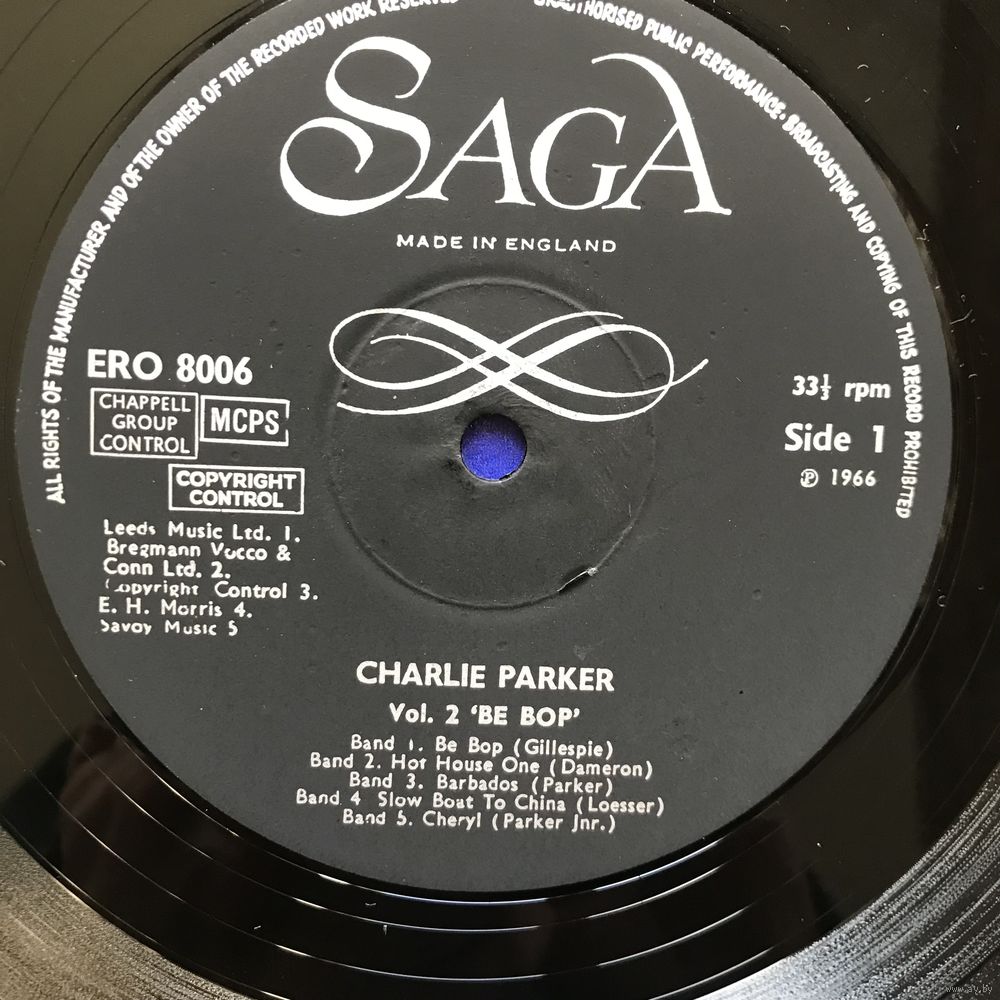 ALL RIGHTS OF THE MANUFACTURER AND OF THE OWNER OF THE RECORDED WORK RESERVED
UNAUTHORISED PUBLIC PERFORMANCE, BROADCASTING AND COPYING OF THIS RECORD PROHIBITED
SAGA
MADE IN ENGLAND
ERO 8006
CHAPPELL
GROUP
CONTROL
MCPS
COPYRIGHT
CONTROL
33⅓ rpm
Side 1
℗ 1966
Leeds Music Ltd. 1.
Bregmann Vocco &
Conn Ltd. 2.
Copyright Control 3.
E. H. Morris 4.
Savoy Music 5
CHARLIE PARKER
Vol. 2 ‘BE BOP’
Band 1. Be Bop (Gillespie)
Band 2. Hot House One (Dameron)
Band 3. Barbados (Parker)
Band 4 Slow Boat To China (Loesser)
Band 5. Cheryl (Parker Jnr.)
www.ay.by